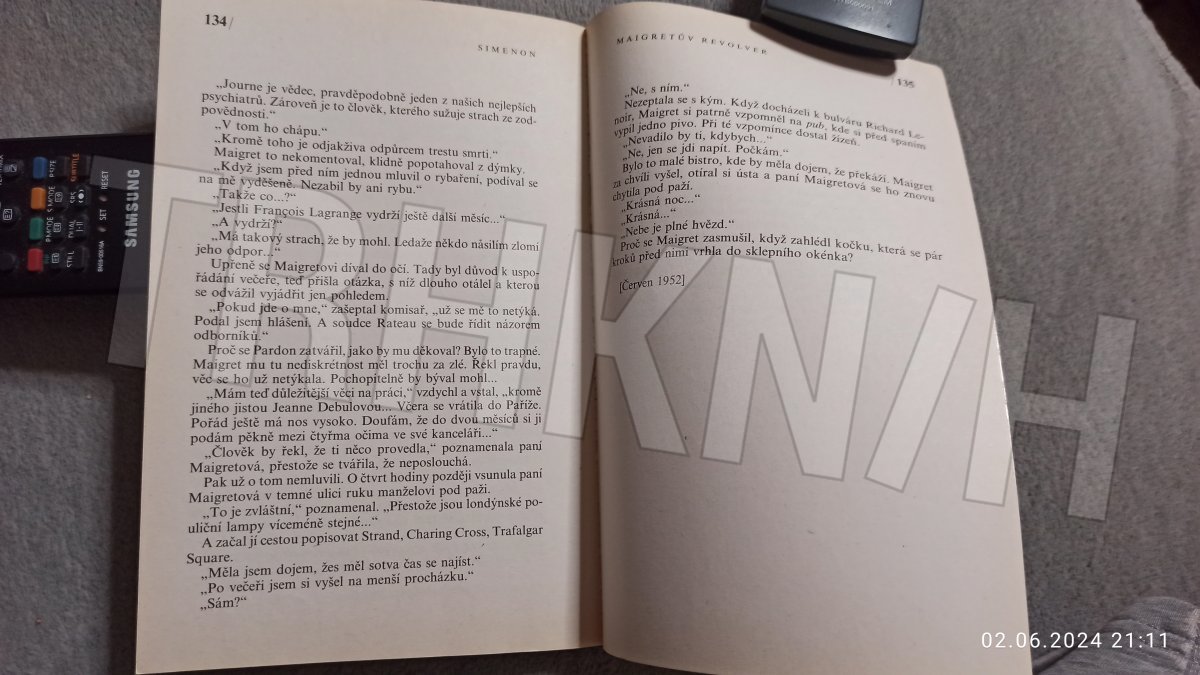 134/
SIMENON
„Journe je vědec, pravděpodobně jeden z našich nejlepších
psychiatrů. Zároveň je to člověk, kterého sužuje strach ze zod-
povědnosti.“
„V tom ho chápu.“
„Kromě toho je odjakživa odpůrcem trestu smrti.“
Maigret to nekomentoval, klidně popotahoval z dýmky.
„Když jsem před ním jednou mluvil o rybaření, podíval se
na mě vyděšeně. Nezabil by ani rybu.“
„Takže co...?“
„Jestli François Lagrange vydrží ještě další měsíc...“
„A vydrží?“
„Má takový strach, že by mohl. Ledaže někdo násilím zlomí
jeho odpor...“
Upřeně se Maigretovi díval do očí. Tady byl důvod k uspo-
řádání večeře, teď přišla otázka, s níž dlouho otálel a kterou
se odvážil vyjádřit jen pohledem.
„Pokud jde o mne,“ zašeptal komisař, „už se mě to netýká.
Podal jsem hlášení. A soudce Rateau se bude řídit názorem
odborníků.“
Proč se Pardon zatvářil, jako by mu děkoval? Bylo to trapné.
Maigret mu tu nediskrétnost měl trochu za zlé. Řekl pravdu,
věc se ho už netýkala. Pochopitelně by býval mohl...
„Mám teď důležitější věci na práci,“ vzdychl a vstal, „kromě
jiného jistou Jeanne Debulovou... Včera se vrátila do Paříže.
Pořád ještě má nos vysoko. Doufám, že do dvou měsíců si ji
podám pěkně mezi čtyřma očima ve své kanceláři...“
„Člověk by řekl, že ti něco provedla,“ poznamenala paní
Maigretová, přestože se tvářila, že neposlouchá.
Pak už o tom nemluvili. O čtvrt hodiny později vsunula paní
Maigretová v temné ulici ruku manželovi pod paži.
„To je zvláštní,“ poznamenal. „Přestože jsou londýnské po-
uliční lampy víceméně stejné...“
A začal jí cestou popisovat Strand, Charing Cross, Trafalgar
Square.
„Měla jsem dojem, žes měl sotva čas se najíst.“
„Po večeři jsem si vyšel na menší procházku.“
„Sám?“
MAIGRETŮV REVOLVER
/135
„Ne, s ním.“
Nezeptala se s kým. Když docházeli k bulváru Richard Le-
noir, Maigret si patrně vzpomněl na pub, kde si před spaním
vypil jedno pivo. Při té vzpomínce dostal žízeň.
„Nevadilo by ti, kdybych...“
„Ne, jen se jdi napít. Počkám.“
Bylo to malé bistro, kde by měla dojem, že překáží. Maigret
za chvíli vyšel, otíral si ústa a paní Maigretová se ho znovu
chytila pod paží.
„Krásná noc...“
„Krásná...“
„Nebe je plné hvězd.“
Proč se Maigret zasmušil, když zahlédl kočku, která se pár
kroků před nimi vrhla do sklepního okénka?
[Červen 1952]
SAMSUNG
SET
RESET
SUBTITLE
STILL
DUAL
P.MODE
S.MODE
TBHKN/H
02.06.2024 21:11